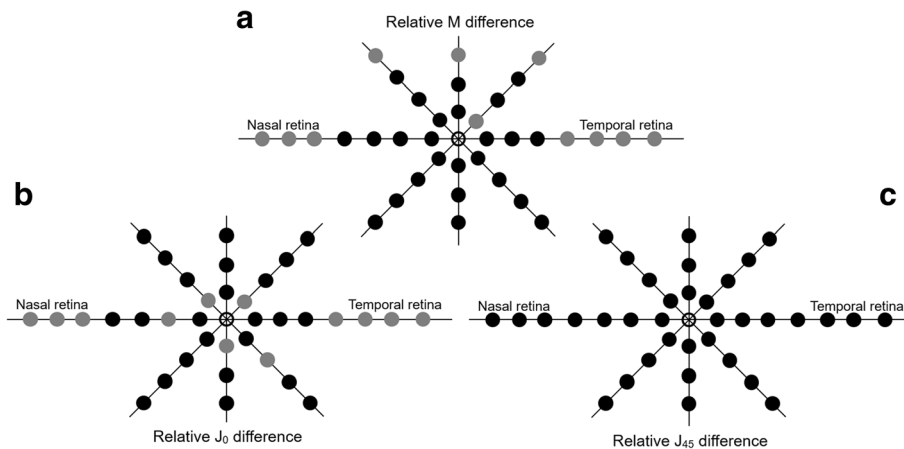 a
Relative M difference
Nasal retina
Temporal retina
b
Nasal retina
Temporal retina
Relative J₀ difference
c
Nasal retina
Temporal retina
Relative J₄₅ difference